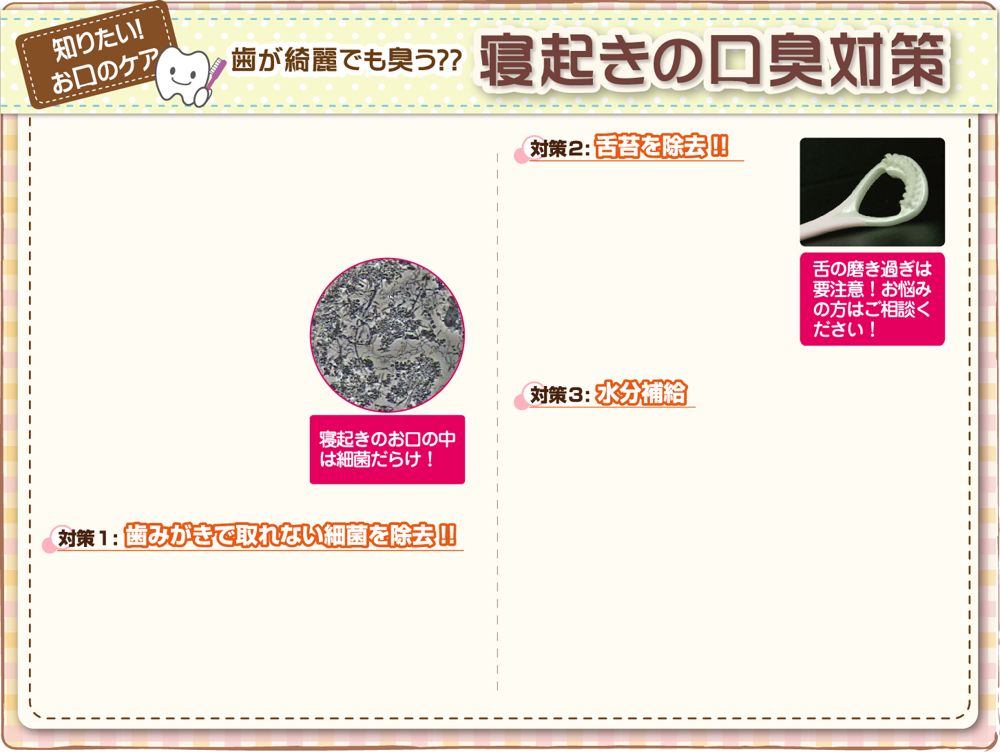 知りたい!
お口のケア
歯が綺麗でも臭う??
寝起きの口臭対策
寝起きのお口の中
は細菌だらけ！
対策1: 歯みがきで取れない細菌を除去!!
対策2: 舌苔を除去!!
舌の磨き過ぎは
要注意！お悩み
の方はご相談く
ださい！
対策3: 水分補給